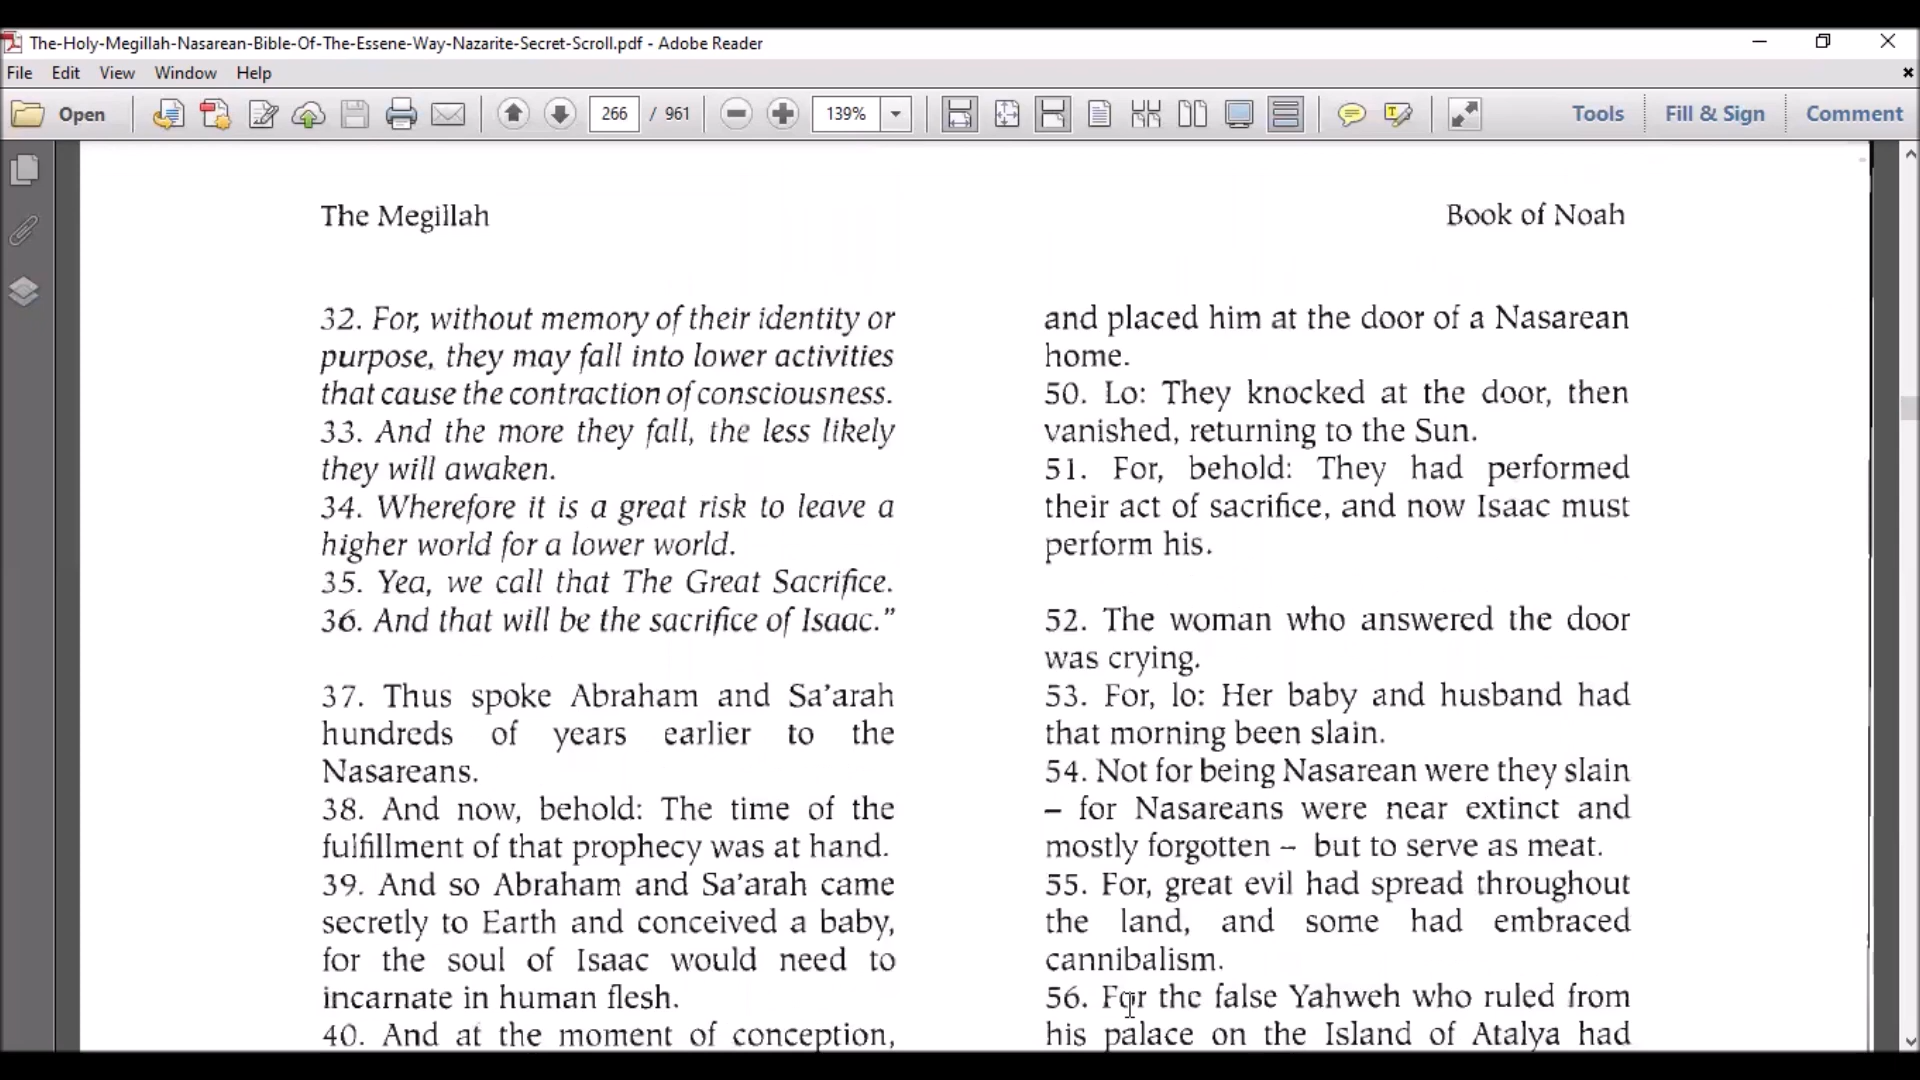 The-Holy-Megillah-Nasarean-Bible-Of-The-Essene-Way-Nazarite-Secret-Scroll.pdf - Adobe Reader
File Edit View Window Help
Open 266 / 961 139% Tools Fill & Sign Comment
The Megillah
Book of Noah
32. For, without memory of their identity or
purpose, they may fall into lower activities
that cause the contraction of consciousness.
33. And the more they fall, the less likely
they will awaken.
34. Wherefore it is a great risk to leave a
higher world for a lower world.
35. Yea, we call that The Great Sacrifice.
36. And that will be the sacrifice of Isaac.”
37. Thus spoke Abraham and Sa’arah
hundreds of years earlier to the
Nasareans.
38. And now, behold: The time of the
fulfillment of that prophecy was at hand.
39. And so Abraham and Sa’arah came
secretly to Earth and conceived a baby,
for the soul of Isaac would need to
incarnate in human flesh.
40. And at the moment of conception,
and placed him at the door of a Nasarean
home.
50. Lo: They knocked at the door, then
vanished, returning to the Sun.
51. For, behold: They had performed
their act of sacrifice, and now Isaac must
perform his.
52. The woman who answered the door
was crying.
53. For, lo: Her baby and husband had
that morning been slain.
54. Not for being Nasarean were they slain
– for Nasareans were near extinct and
mostly forgotten – but to serve as meat.
55. For, great evil had spread throughout
the land, and some had embraced
cannibalism.
56. For the false Yahweh who ruled from
his palace on the Island of Atalya had